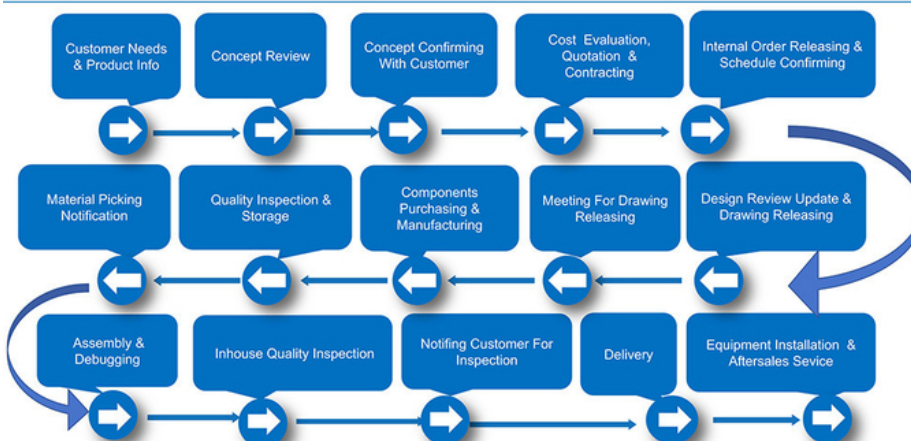 Customer Needs
& Product Info
Concept Review
Concept Confirming
With Customer
Cost Evaluation,
Quotation &
Contracting
Internal Order Releasing &
Schedule Confirming
Material Picking
Notification
Quality Inspection &
Storage
Components
Purchasing &
Manufacturing
Meeting For Drawing
Releasing
Design Review Update &
Drawing Releasing
Assembly &
Debugging
Inhouse Quality Inspection
Notifing Customer For
Inspection
Delivery
Equipment Installation &
Aftersales Sevice